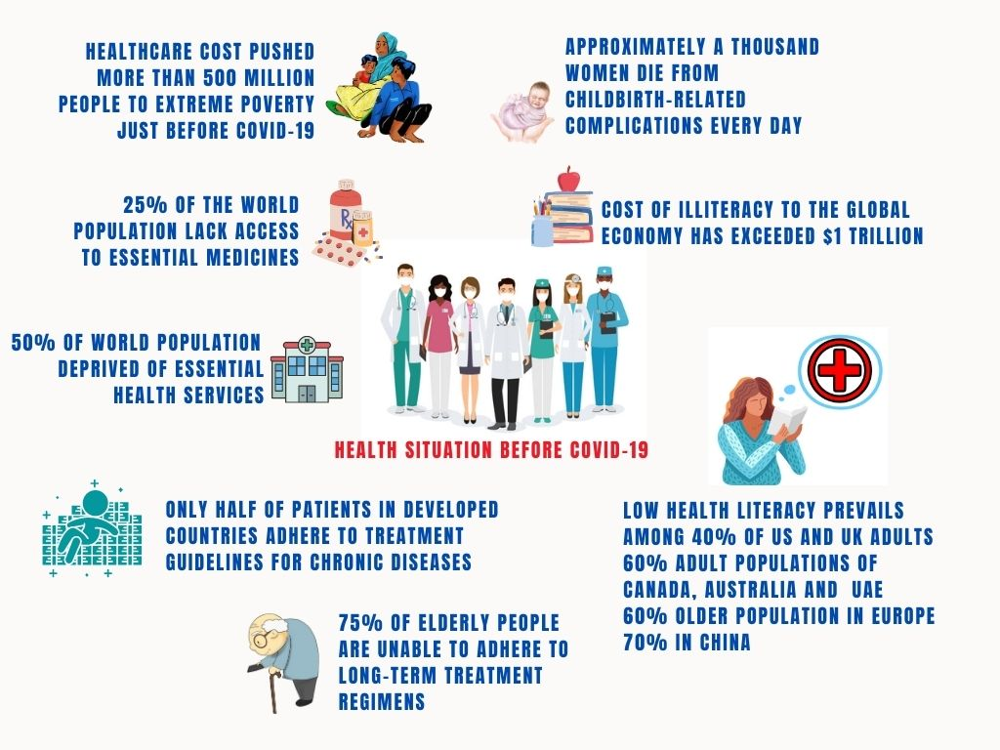 HEALTHCARE COST PUSHED
MORE THAN 500 MILLION
PEOPLE TO EXTREME POVERTY
JUST BEFORE COVID-19
APPROXIMATELY A THOUSAND
WOMEN DIE FROM
CHILDBIRTH-RELATED
COMPLICATIONS EVERY DAY
25% OF THE WORLD
POPULATION LACK ACCESS
TO ESSENTIAL MEDICINES
Rx
COST OF ILLITERACY TO THE GLOBAL
ECONOMY HAS EXCEEDED $1 TRILLION
50% OF WORLD POPULATION
DEPRIVED OF ESSENTIAL
HEALTH SERVICES
HEALTH SITUATION BEFORE COVID-19
ONLY HALF OF PATIENTS IN DEVELOPED
COUNTRIES ADHERE TO TREATMENT
GUIDELINES FOR CHRONIC DISEASES
LOW HEALTH LITERACY PREVAILS
AMONG 40% OF US AND UK ADULTS
60% ADULT POPULATIONS OF
CANADA, AUSTRALIA AND UAE
60% OLDER POPULATION IN EUROPE
70% IN CHINA
75% OF ELDERLY PEOPLE
ARE UNABLE TO ADHERE TO
LONG-TERM TREATMENT
REGIMENS